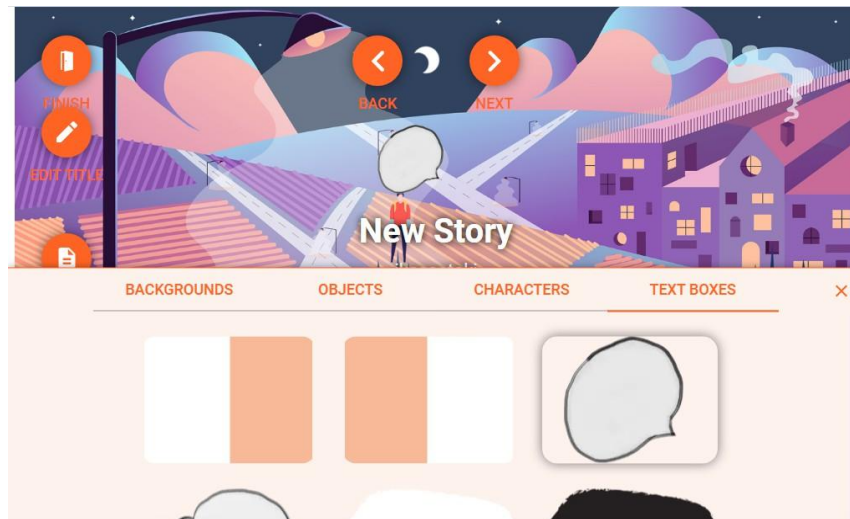 FINISH
BACK
NEXT
EDIT TITLE
New Story
BACKGROUNDS
OBJECTS
CHARACTERS
TEXT BOXES